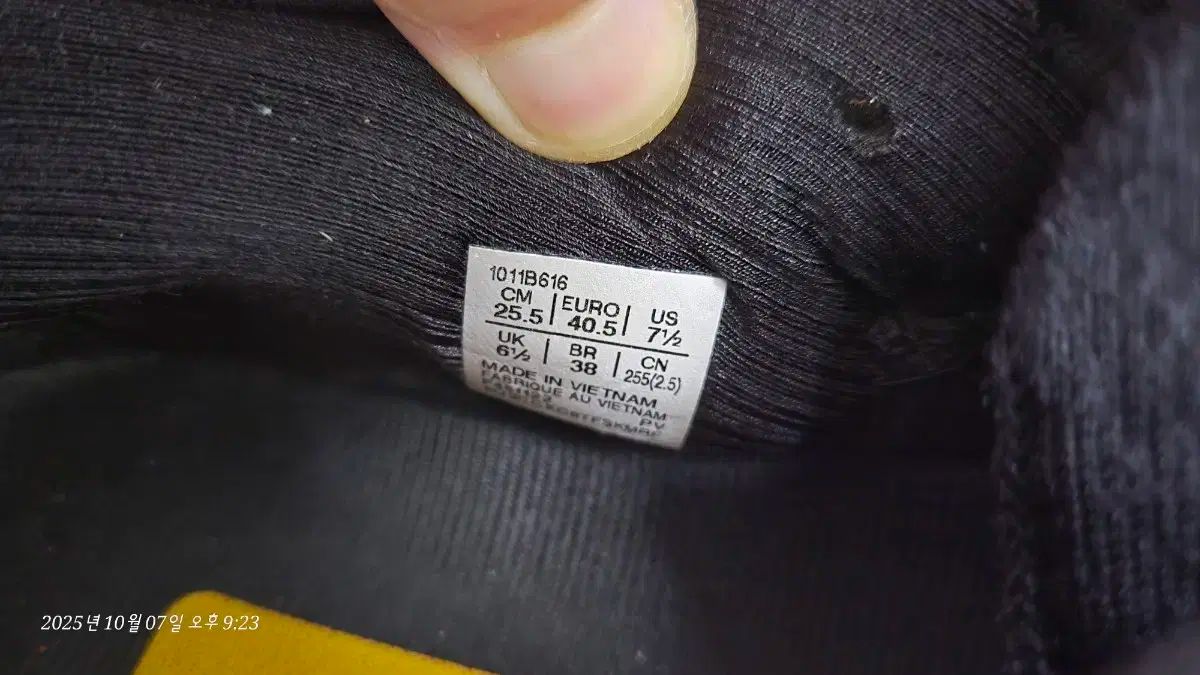 1011B616
CM | EURO | US
25.5 | 40.5 | 7½
UK | BR | CN
6½ | 38 | 255(2.5)
MADE IN VIETNAM
FABRIQUE AU VIETNAM
PV
2025년 10월 07일 오후 9:23